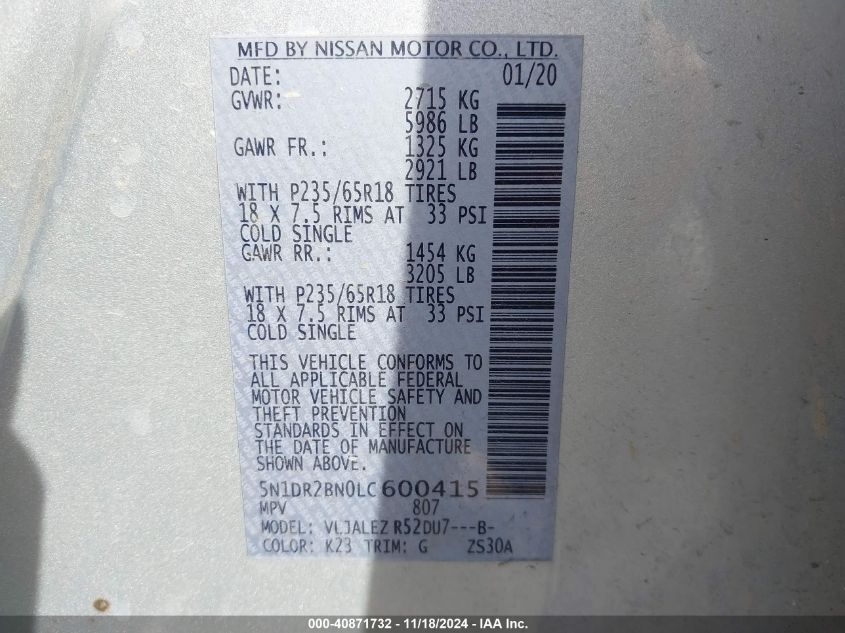 MFD BY NISSAN MOTOR CO., LTD.
DATE: 01/20
GVWR: 2715 KG
5986 LB
GAWR FR.: 1325 KG
2921 LB
WITH P235/65R18 TIRES
18 X 7.5 RIMS AT 33 PSI
COLD SINGLE
GAWR RR.: 1454 KG
3205 LB
WITH P235/65R18 TIRES
18 X 7.5 RIMS AT 33 PSI
COLD SINGLE
THIS VEHICLE CONFORMS TO
ALL APPLICABLE FEDERAL
MOTOR VEHICLE SAFETY AND
THEFT PREVENTION
STANDARDS IN EFFECT ON
THE DATE OF MANUFACTURE
SHOWN ABOVE.
5N1DR2BN0LC600415
MPV 807
MODEL: R52DU7---B-
COLOR: K23 TRIM: G ZS30A
000-40871732 - 11/18/2024 - IAA Inc.